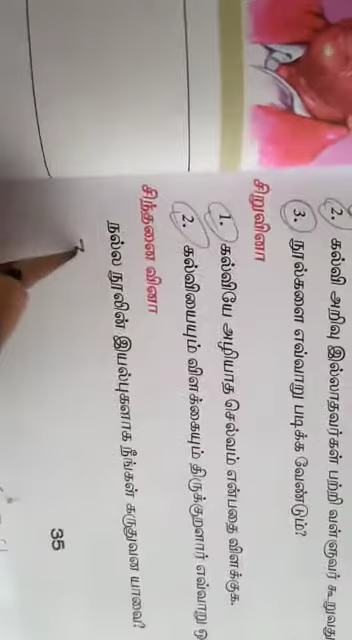 2. கல்வி அறிவு இல்லாதவர்கள் பற்றி வள்ளுவர் கூறுவது
3. நூல்களை எவ்வாறு படிக்க வேண்டும்?
சிறுவினா
1. கல்வியே அழியாத செல்வம் என்பதை விளக்குக.
2. கல்வியையும் விளக்கையும் திருக்குறளார் எவ்வாறு ஒ
சிந்தனை வினா
நல்ல நூலின் இயல்புகளாக நீங்கள் கருதுவன யாவை?
35